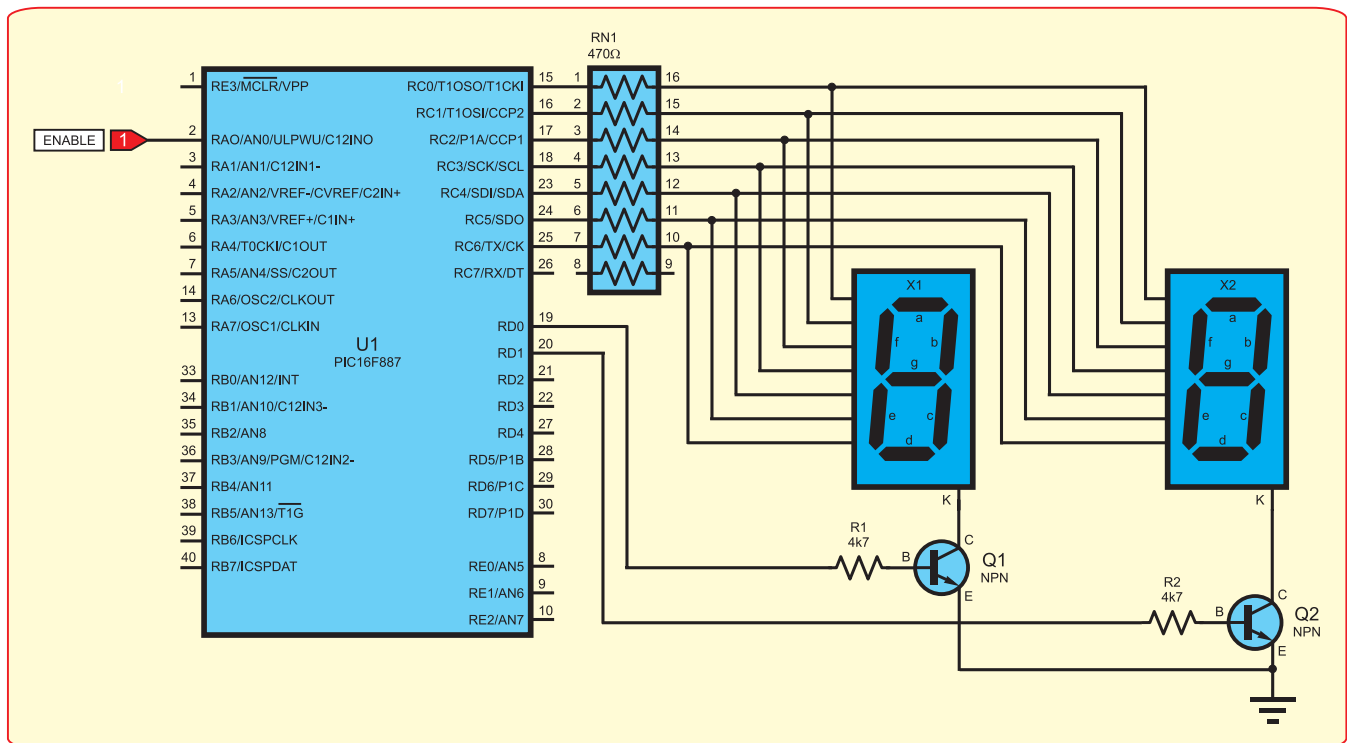 RN1
470Ω
1 RE3/MCLR/VPP
RC0/T1OSO/T1CKI 15 1 16
RC1/T1OSI/CCP2 16 2 15
ENABLE 1
2 RAO/AN0/ULPWU/C12INO
RC2/P1A/CCP1 17 3 14
3 RA1/AN1/C12IN1-
RC3/SCK/SCL 18 4 13
4 RA2/AN2/VREF-/CVREF/C2IN+
RC4/SDI/SDA 23 5 12
5 RA3/AN3/VREF+/C1IN+
RC5/SDO 24 6 11
6 RA4/T0CKI/C1OUT
RC6/TX/CK 25 7 10
7 RA5/AN4/SS/C2OUT
RC7/RX/DT 26 8 9
14 RA6/OSC2/CLKOUT
13 RA7/OSC1/CLKIN
RD0 19
U1
PIC16F887
RD1 20
33 RB0/AN12/INT
RD2 21
34 RB1/AN10/C12IN3-
RD3 22
35 RB2/AN8
RD4 27
36 RB3/AN9/PGM/C12IN2-
RD5/P1B 28
37 RB4/AN11
RD6/P1C 29
38 RB5/AN13/T1G
RD7/P1D 30
39 RB6/ICSPCLK
40 RB7/ICSPDAT
RE0/AN5 8
RE1/AN6 9
RE2/AN7 10
X1
a
f b
g
e c
d
K
X2
a
f b
g
e c
d
K
R1
4k7
B C E
Q1
NPN
R2
4k7
B C E
Q2
NPN